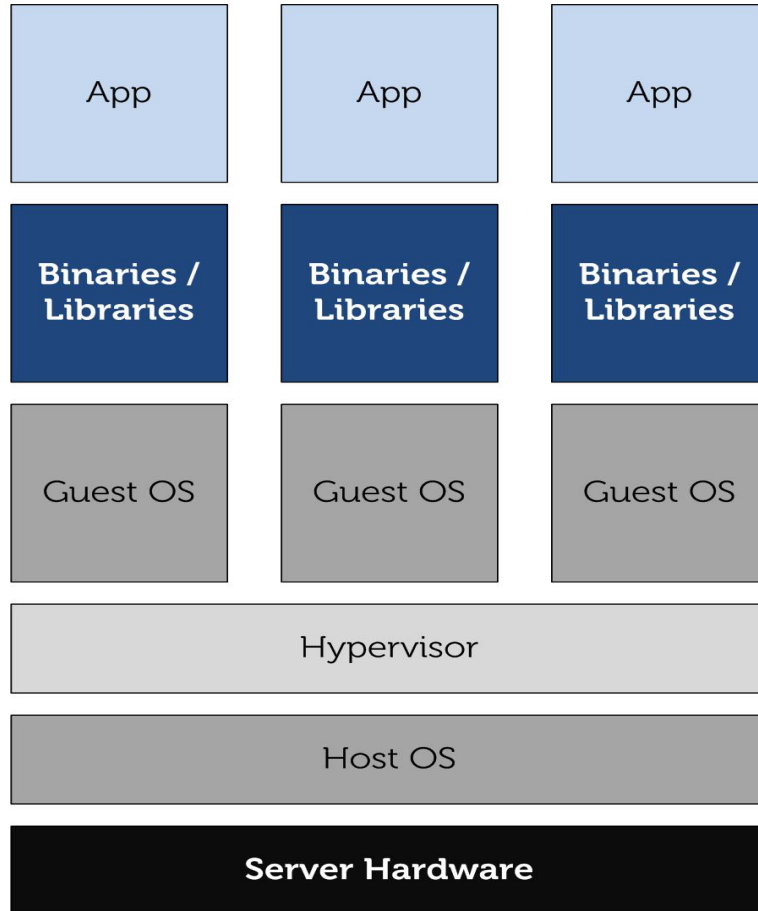 App
App
App
Binaries /
Libraries
Binaries /
Libraries
Binaries /
Libraries
Guest OS
Guest OS
Guest OS
Hypervisor
Host OS
Server Hardware